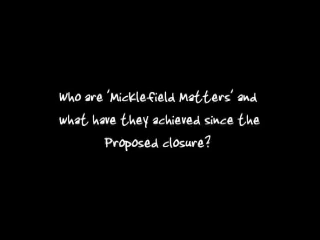 Who are 'Micklefield Matters' and
what have they achieved since the
Proposed closure?